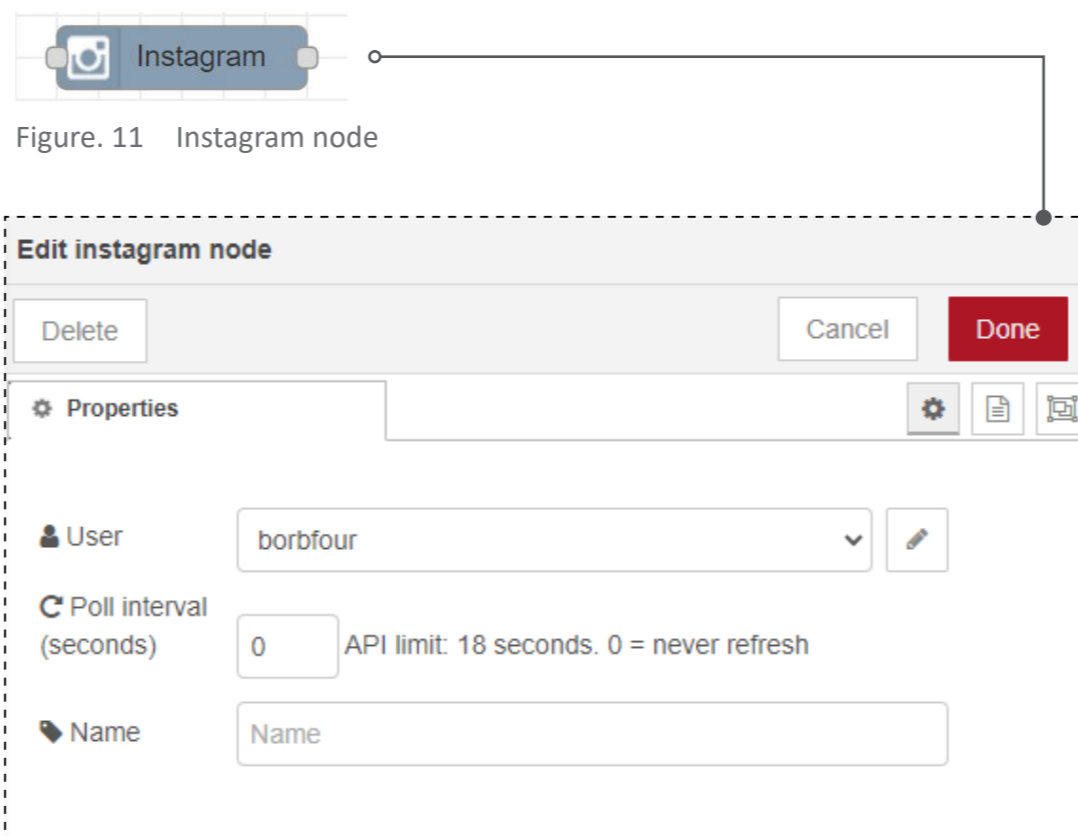 Instagram
Figure. 11 Instagram node
Edit instagram node
Delete Cancel Done
Properties
User borbfour
Poll interval
(seconds) 0 API limit: 18 seconds. 0 = never refresh
Name Name